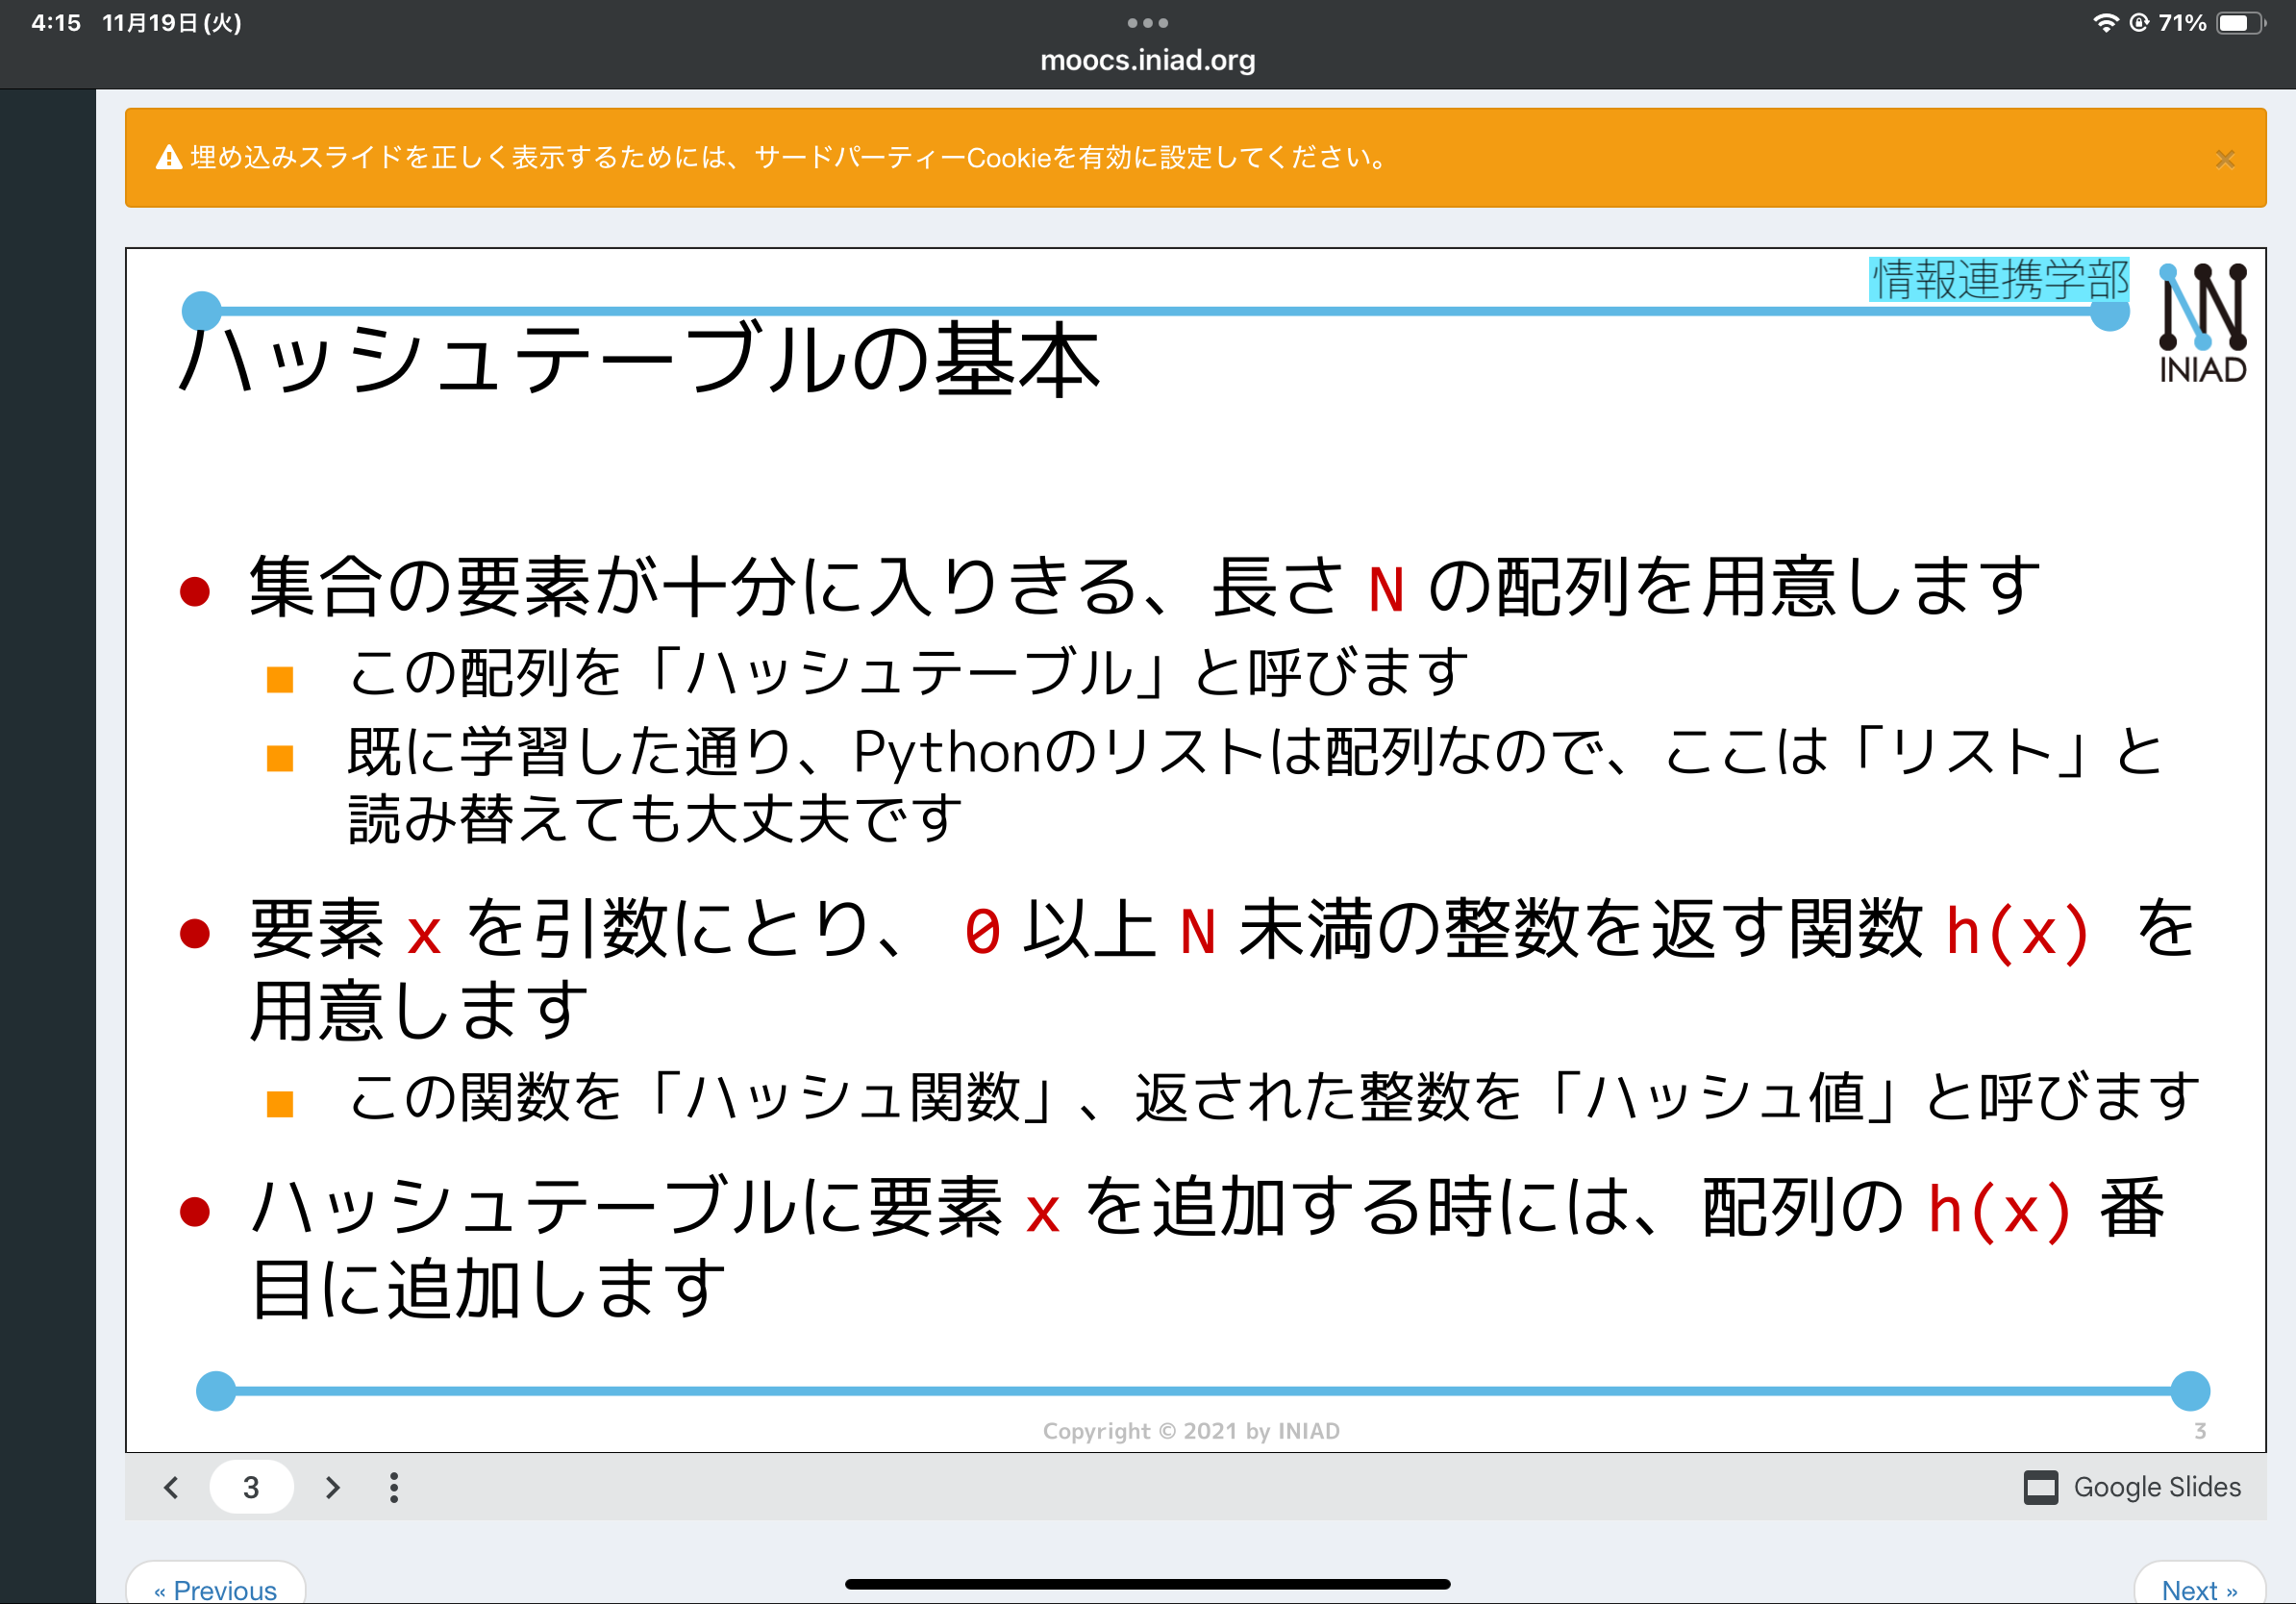 4:15 11月19日(火)
71%
moocs.iniad.org
埋め込みスライドを正しく表示するためには、サードパーティーCookieを有効に設定してください。
×
情報連携学部
INIAD
ハッシュテーブルの基本
● 集合の要素が十分に入りきる、長さ N の配列を用意します
■ この配列を「ハッシュテーブル」と呼びます
■ 既に学習した通り、Pythonのリストは配列なので、ここは「リスト」と
読み替えても大丈夫です
● 要素 x を引数にとり、 0 以上 N 未満の整数を返す関数 h(x) を
用意します
■ この関数を「ハッシュ関数」、返された整数を「ハッシュ値」と呼びます
● ハッシュテーブルに要素 x を追加する時には、配列の h(x) 番
目に追加します
Copyright © 2021 by INIAD
3
3
Google Slides
« Previous
Next »